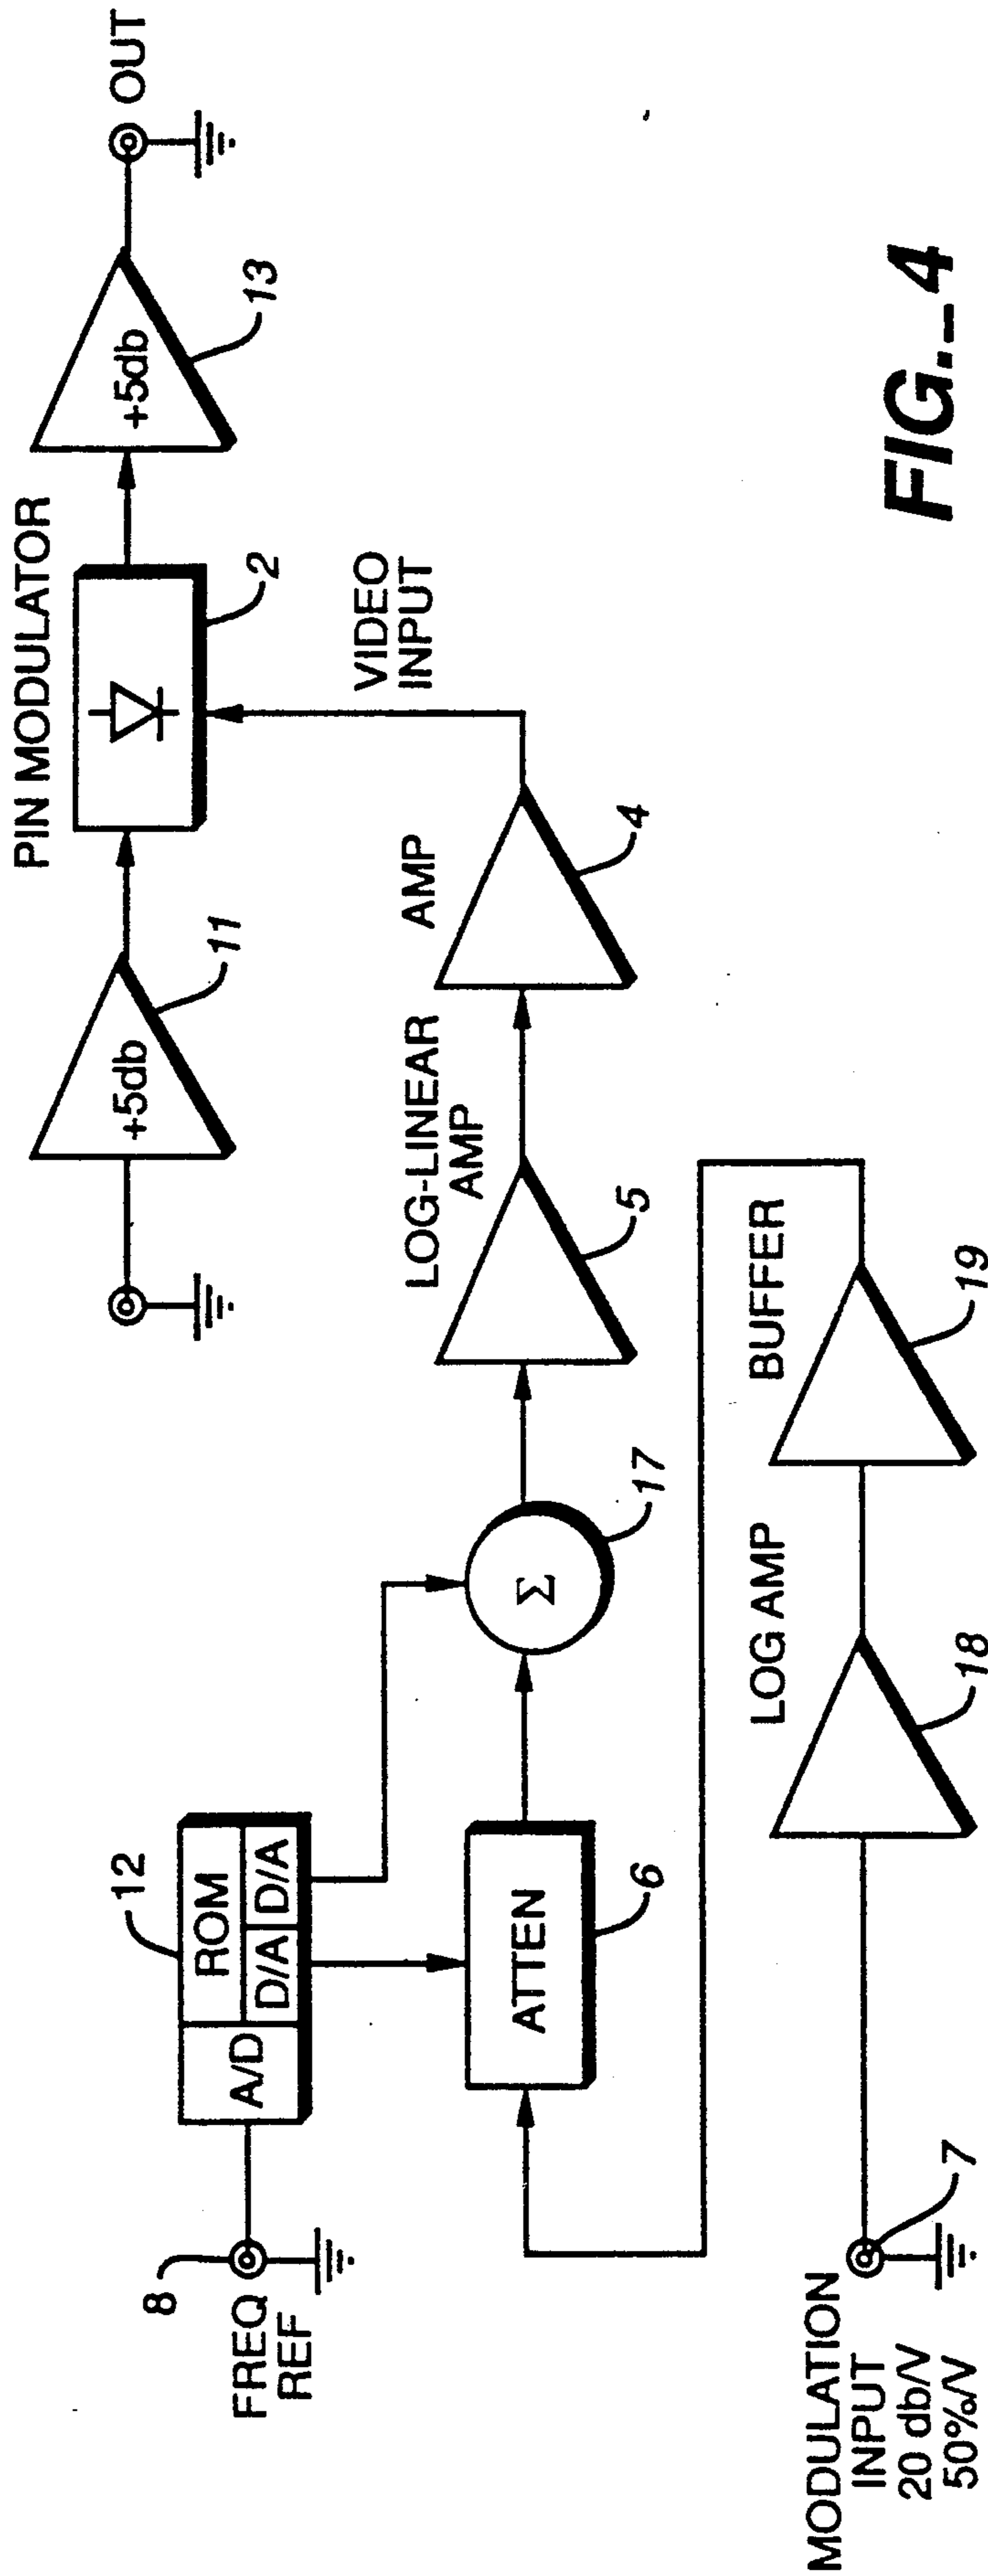 PIN MODULATOR
+5db
11
2
+5db
13
OUT
VIDEO
INPUT
8
FREQ
REF
12
A/D
ROM
D/A
D/A
ATTEN
6
Σ
17
LOG-LINEAR
AMP
5
AMP
4
MODULATION
INPUT
20 db/V
50%/V
7
LOG AMP
18
BUFFER
19
FIG._4